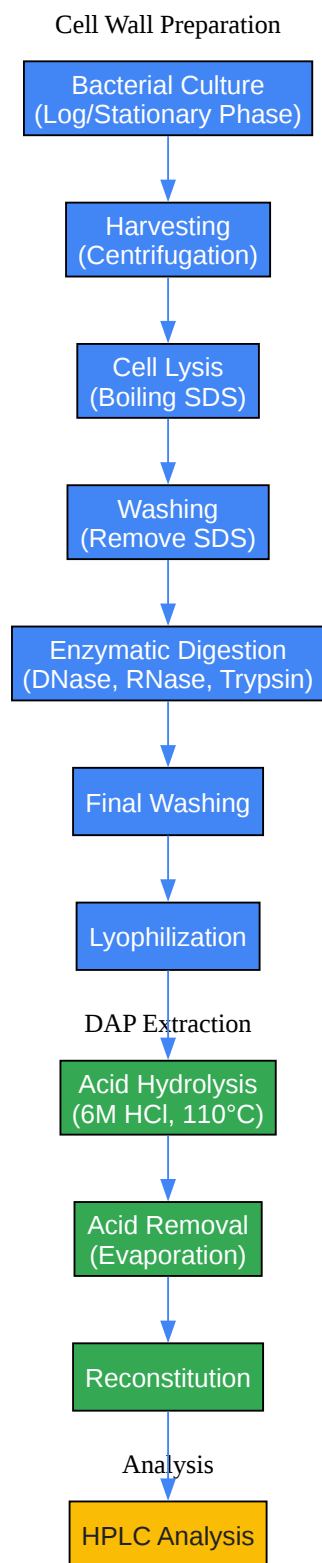 Cell Wall Preparation
Bacterial Culture
(Log/Stationary Phase)
Harvesting
(Centrifugation)
Cell Lysis
(Boiling SDS)
Washing
(Remove SDS)
Enzymatic Digestion
(DNase, RNase, Trypsin)
Final Washing
Lyophilization
DAP Extraction
Acid Hydrolysis
(6M HCl, 110°C)
Acid Removal
(Evaporation)
Reconstitution
Analysis
HPLC Analysis